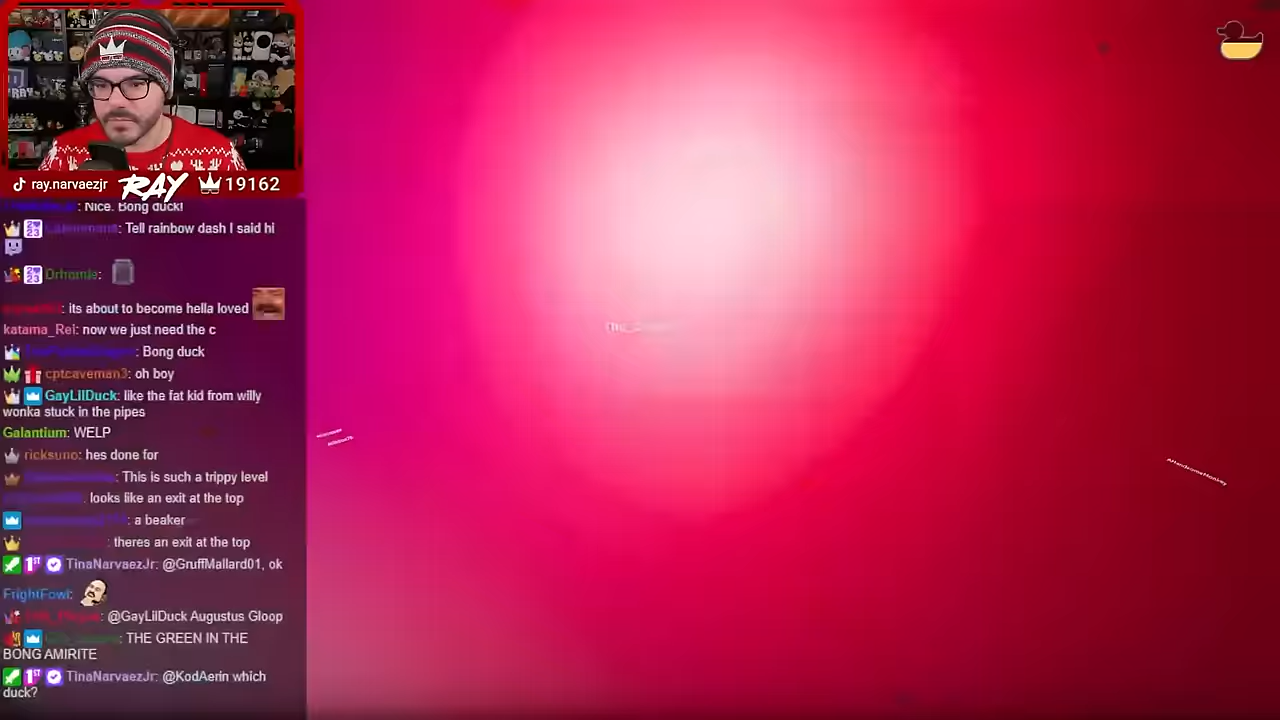 ray.narvaezjr RAY 19162
: Nice. Bong duck!
: Tell rainbow dash I said hi
Drhomie:
: its about to become hella loved
katama_Rei: now we just need the c
: Bong duck
cptcaveman3: oh boy
GayLilDuck: like the fat kid from willy
wonka stuck in the pipes
Galantium: WELP
ricksuno: hes done for
: This is such a trippy level
: looks like an exit at the top
: a beaker
: theres an exit at the top
TinaNarvaezJr: @GruffMallard01, ok
FrightFowl:
: @GayLilDuck Augustus Gloop
: THE GREEN IN THE
BONG AMIRITE
TinaNarvaezJr: @KodAerin which
duck?